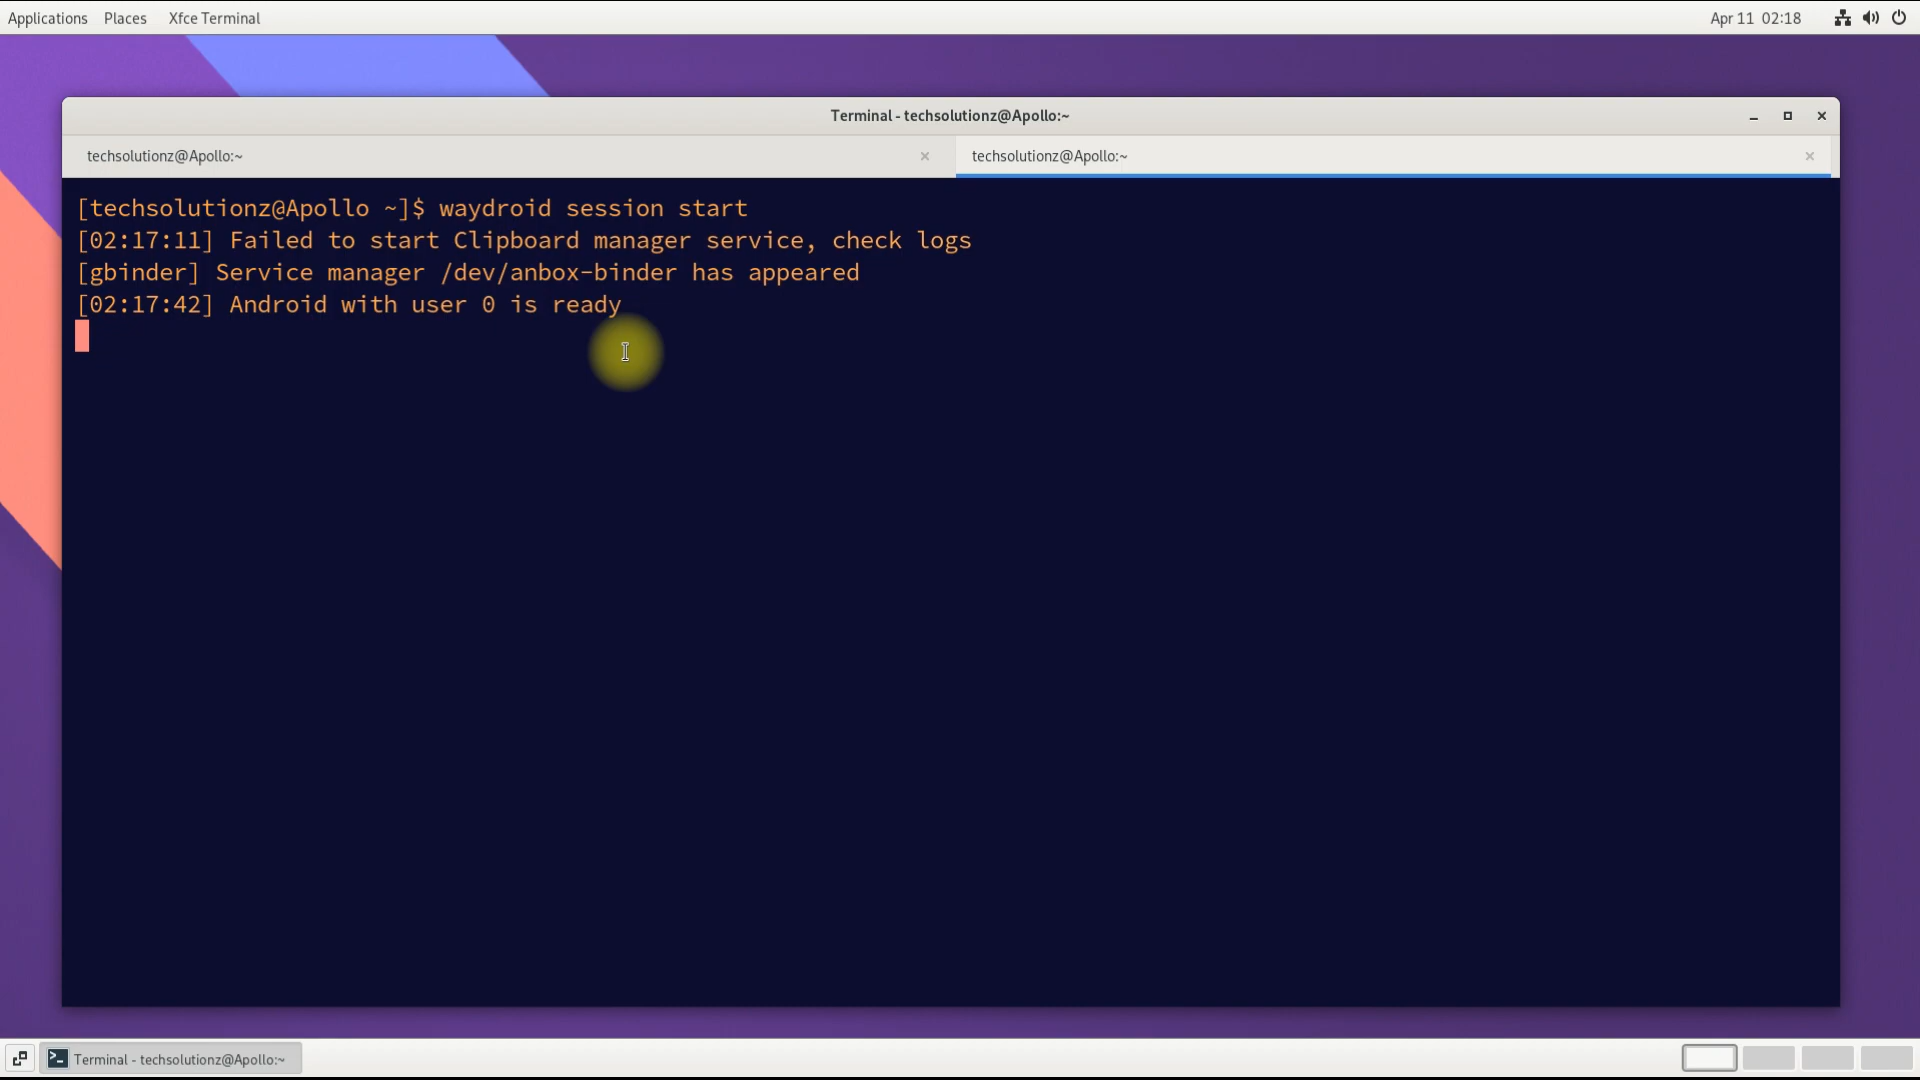 Applications Places Xfce Terminal Apr 11 02:18
Terminal - techsolutionz@Apollo:~
techsolutionz@Apollo:~ techsolutionz@Apollo:~
[techsolutionz@Apollo ~]$ waydroid session start
[02:17:11] Failed to start Clipboard manager service, check logs
[gbinder] Service manager /dev/anbox-binder has appeared
[02:17:42] Android with user 0 is ready
Terminal - techsolutionz@Apollo:~